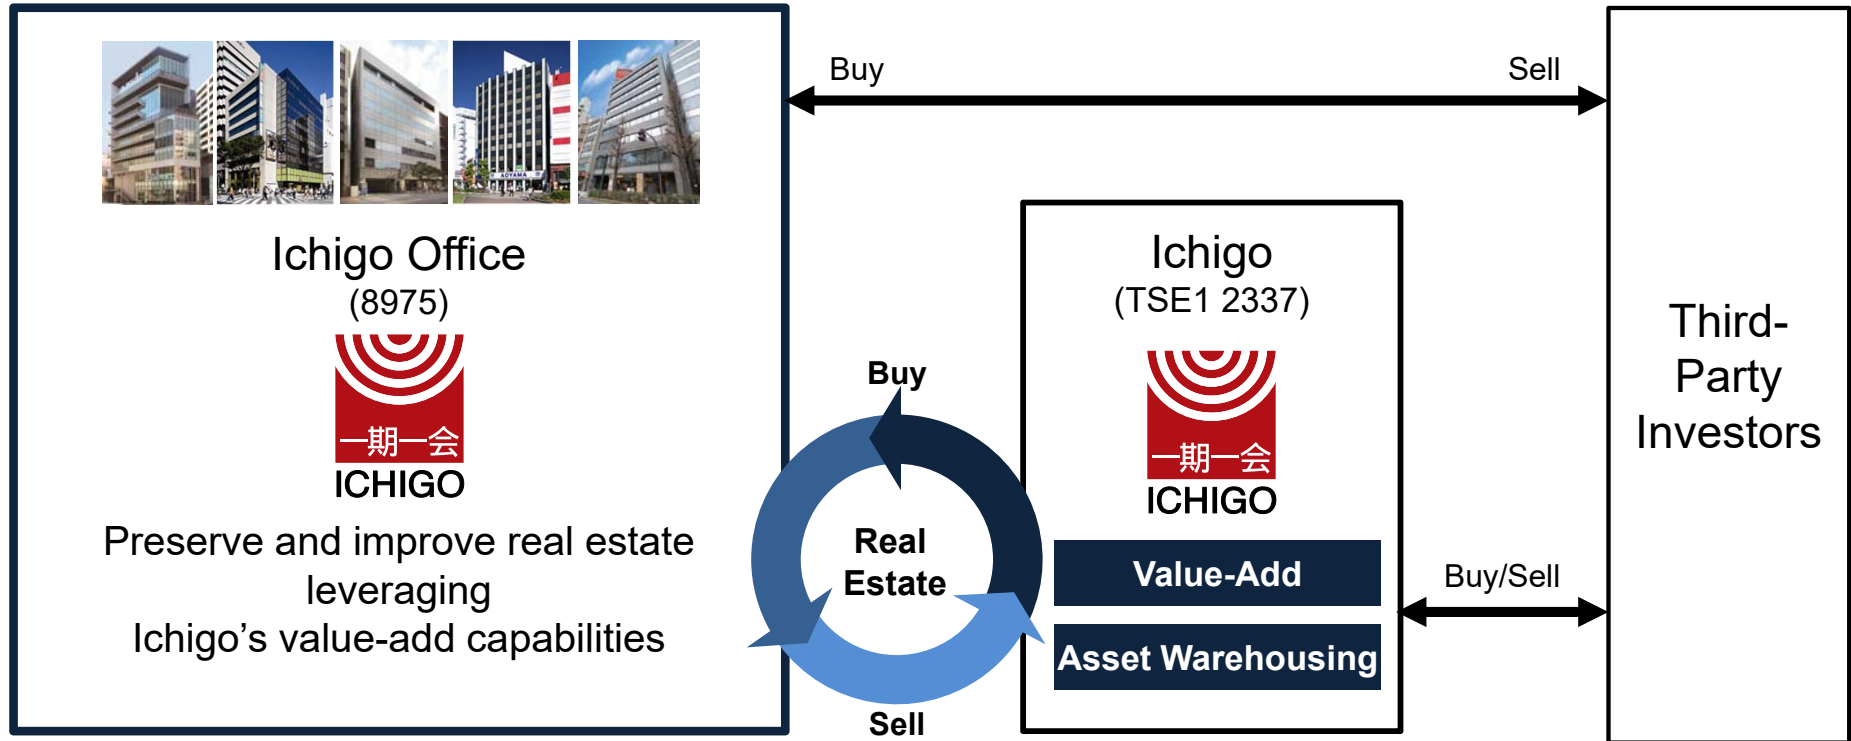 AOYAMA
Ichigo Office
(8975)
一期一会
ICHIGO
Preserve and improve real estate
leveraging
Ichigo’s value-add capabilities
Buy
Sell
Buy
Real
Estate
Sell
Ichigo
(TSE1 2337)
一期一会
ICHIGO
Value-Add
Asset Warehousing
Buy/Sell
Third-
Party
Investors